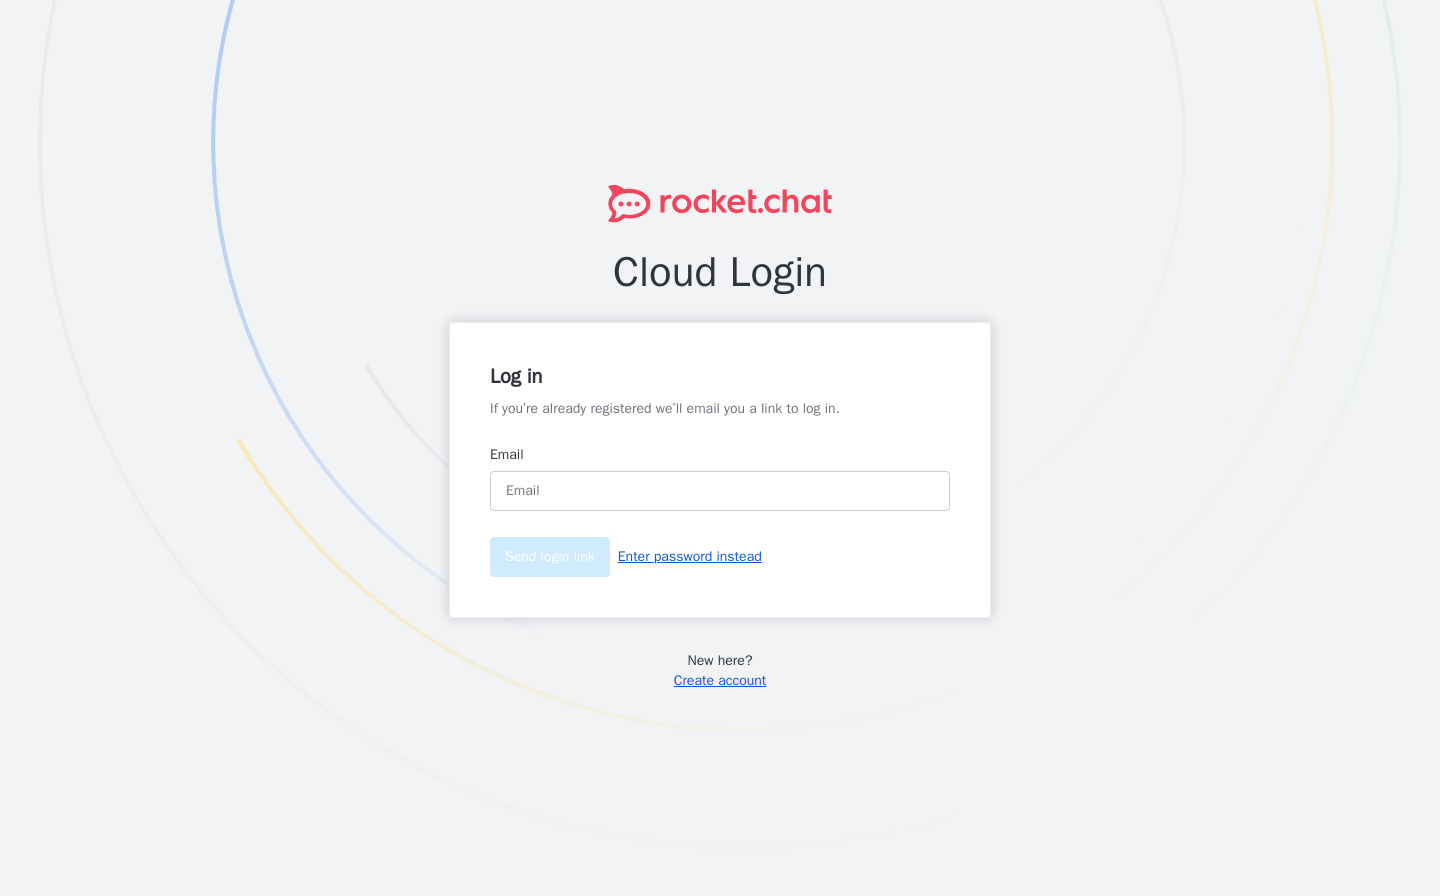 rocket.chat
Cloud Login
Log in
If you're already registered we'll email you a link to log in.
Email
Email
Send login link Enter password instead
New here?
Create account